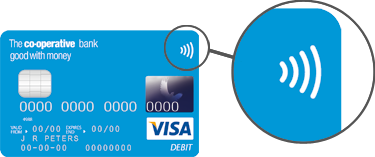 The co-operative bank
good with money
0000 0000 0000 0000
VALID FROM 00/00 EXPIRES END 00/00
J R PETERS
00-00-00 00000000
VISA
DEBIT